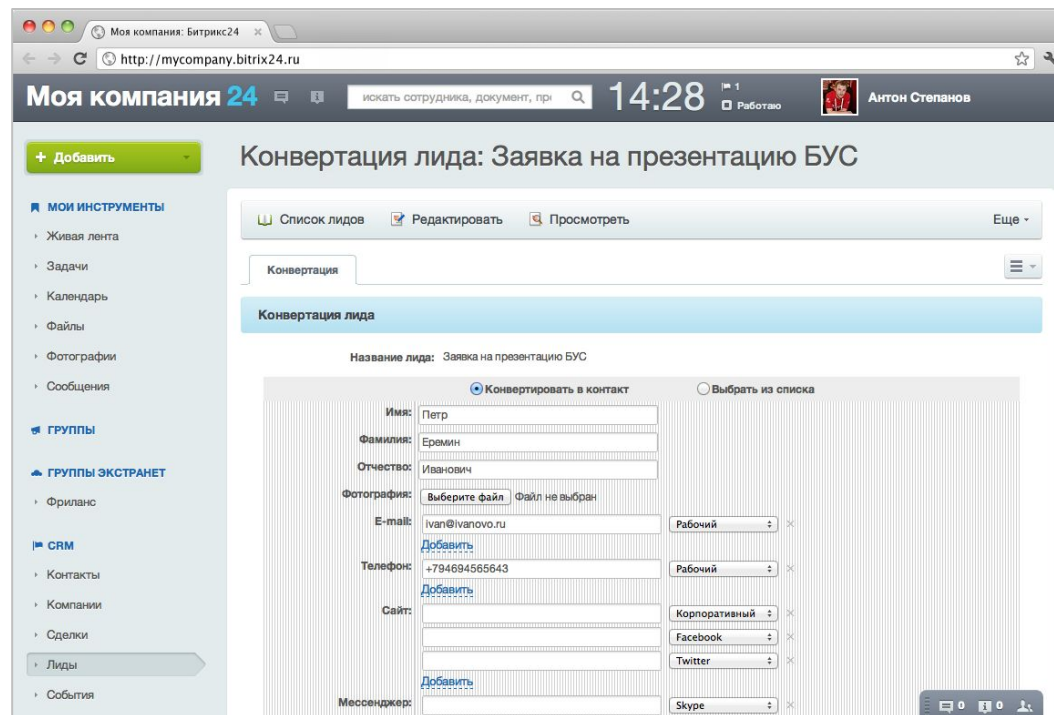 Моя компания: Битрикс24
http://mycompany.bitrix24.ru
Моя компания 24
искать сотрудника, документ, пр
14:28
1
Работаю
Антон Степанов
+ Добавить
Конвертация лида: Заявка на презентацию БУС
МОИ ИНСТРУМЕНТЫ
Живая лента
Задачи
Календарь
Файлы
Фотографии
Сообщения
ГРУППЫ
ГРУППЫ ЭКСТРАНЕТ
Фриланс
CRM
Контакты
Компании
Сделки
Лиды
События
Список лидов Редактировать Просмотреть Еще
Конвертация
Конвертация лида
Название лида: Заявка на презентацию БУС
Конвертировать в контакт Выбрать из списка
Имя: Петр
Фамилия: Еремин
Отчество: Иванович
Фотография: Выберите файл Файл не выбран
E-mail: ivan@ivanovo.ru Рабочий
Добавить
Телефон: +794694565643 Рабочий
Добавить
Сайт: Корпоративный
Facebook
Twitter
Добавить
Мессенджер: Skype
0 0